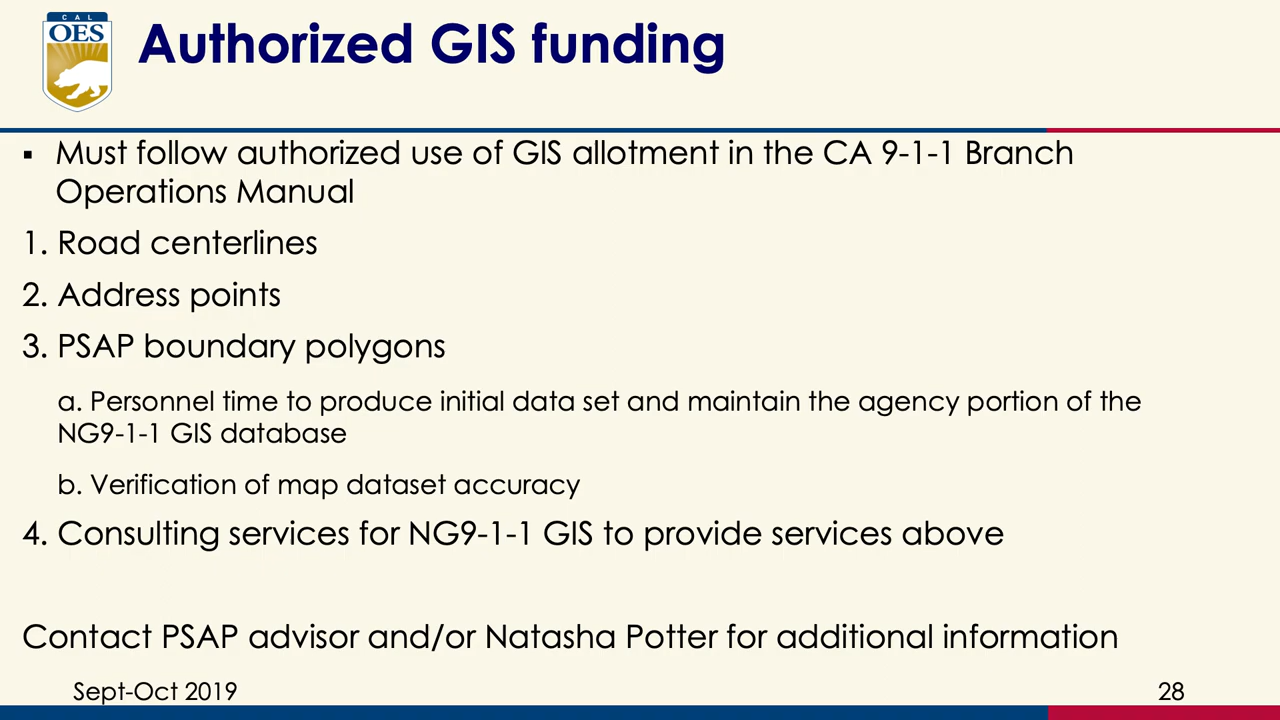 CAL
OES
Authorized GIS funding
▪ Must follow authorized use of GIS allotment in the CA 9-1-1 Branch
Operations Manual
1. Road centerlines
2. Address points
3. PSAP boundary polygons
a. Personnel time to produce initial data set and maintain the agency portion of the
NG9-1-1 GIS database
b. Verification of map dataset accuracy
4. Consulting services for NG9-1-1 GIS to provide services above
Contact PSAP advisor and/or Natasha Potter for additional information
Sept-Oct 2019
28